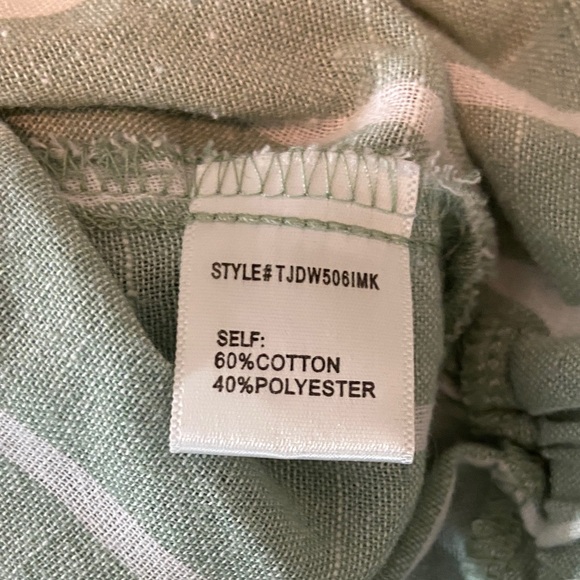 STYLE# TJDW506IMK
SELF:
60%COTTON
40%POLYESTER